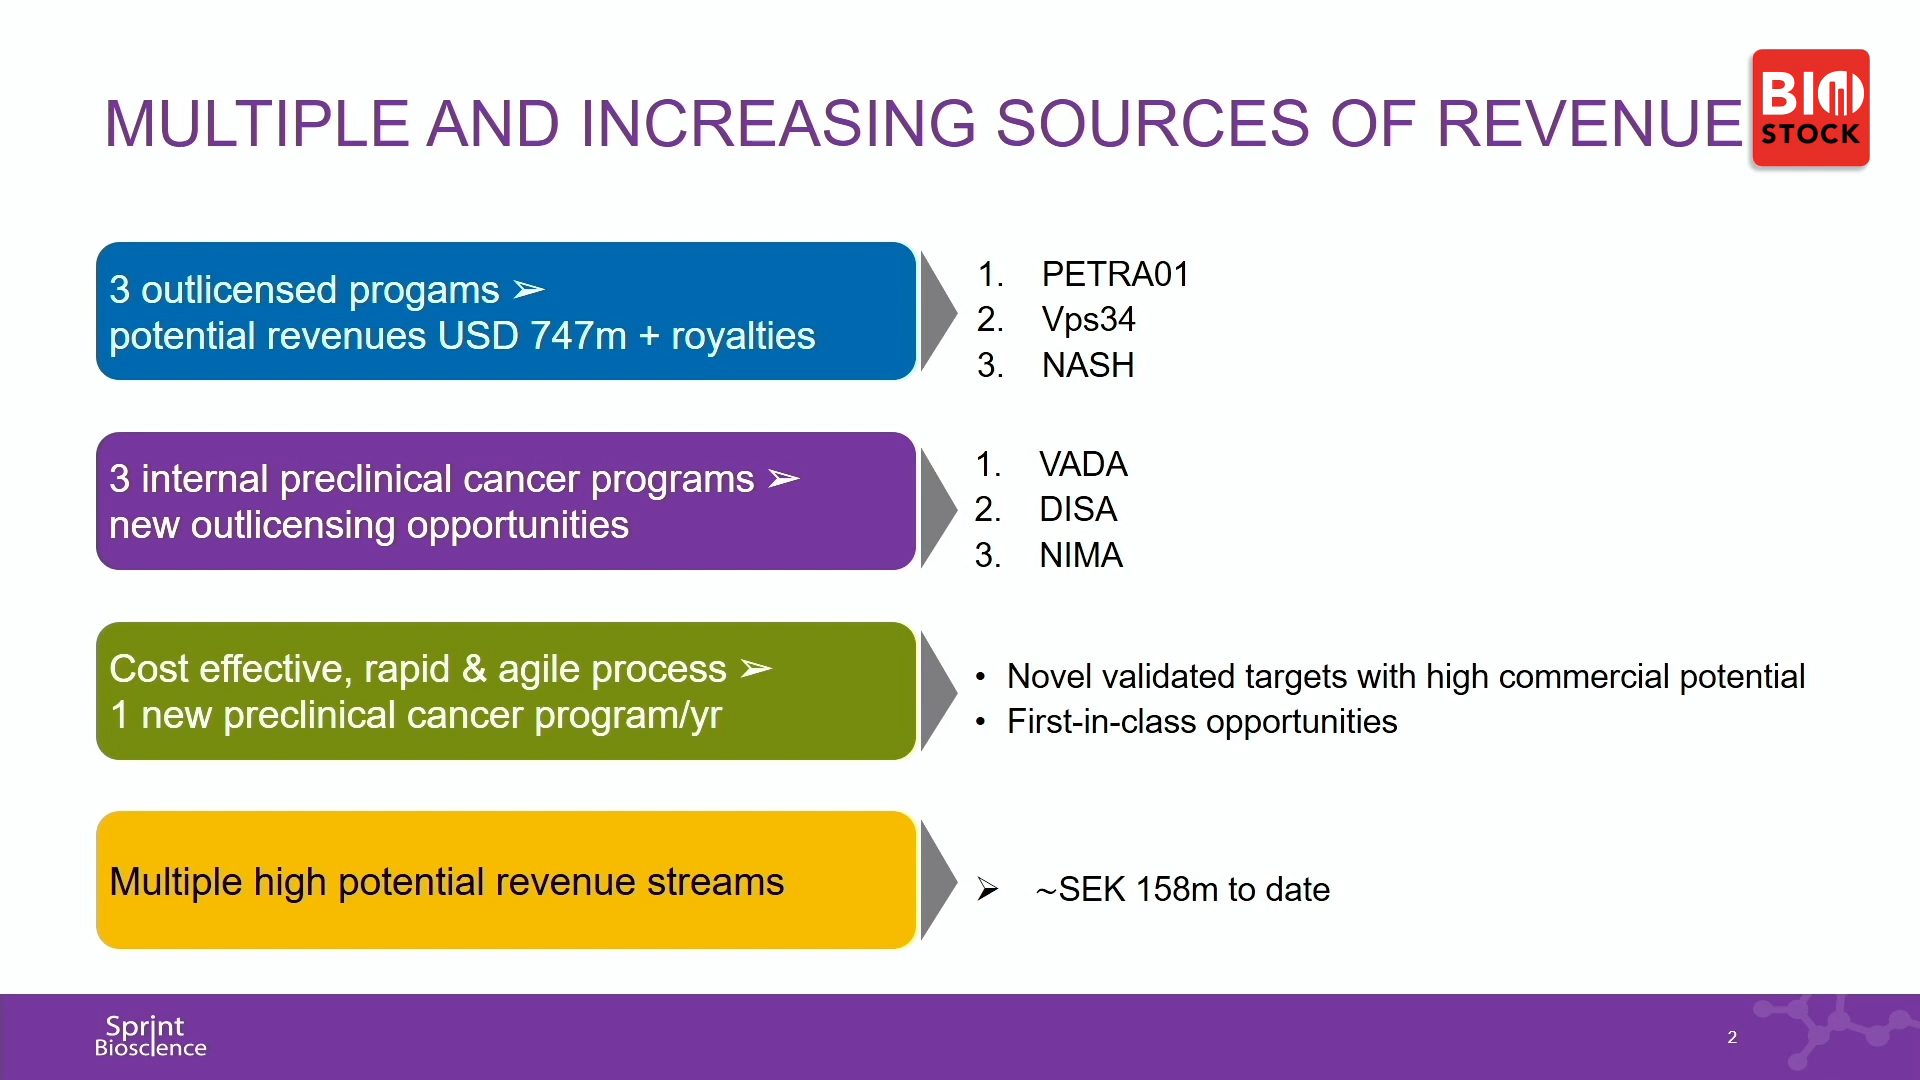 MULTIPLE AND INCREASING SOURCES OF REVENUE
BIO
STOCK
3 outlicensed progams ➢
potential revenues USD 747m + royalties
1. PETRA01
2. Vps34
3. NASH
3 internal preclinical cancer programs ➢
new outlicensing opportunities
1. VADA
2. DISA
3. NIMA
Cost effective, rapid & agile process ➢
1 new preclinical cancer program/yr
• Novel validated targets with high commercial potential
• First-in-class opportunities
Multiple high potential revenue streams
➢ ~SEK 158m to date
Sprint
Bioscience
2